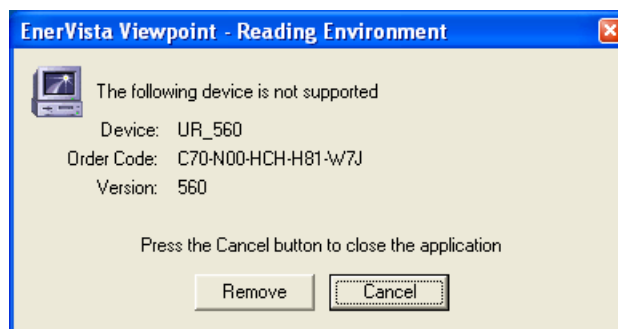 EnerVista Viewpoint - Reading Environment
The following device is not supported
Device: UR_560
Order Code: C70-N00-HCH-H81-W7J
Version: 560
Press the Cancel button to close the application
Remove Cancel